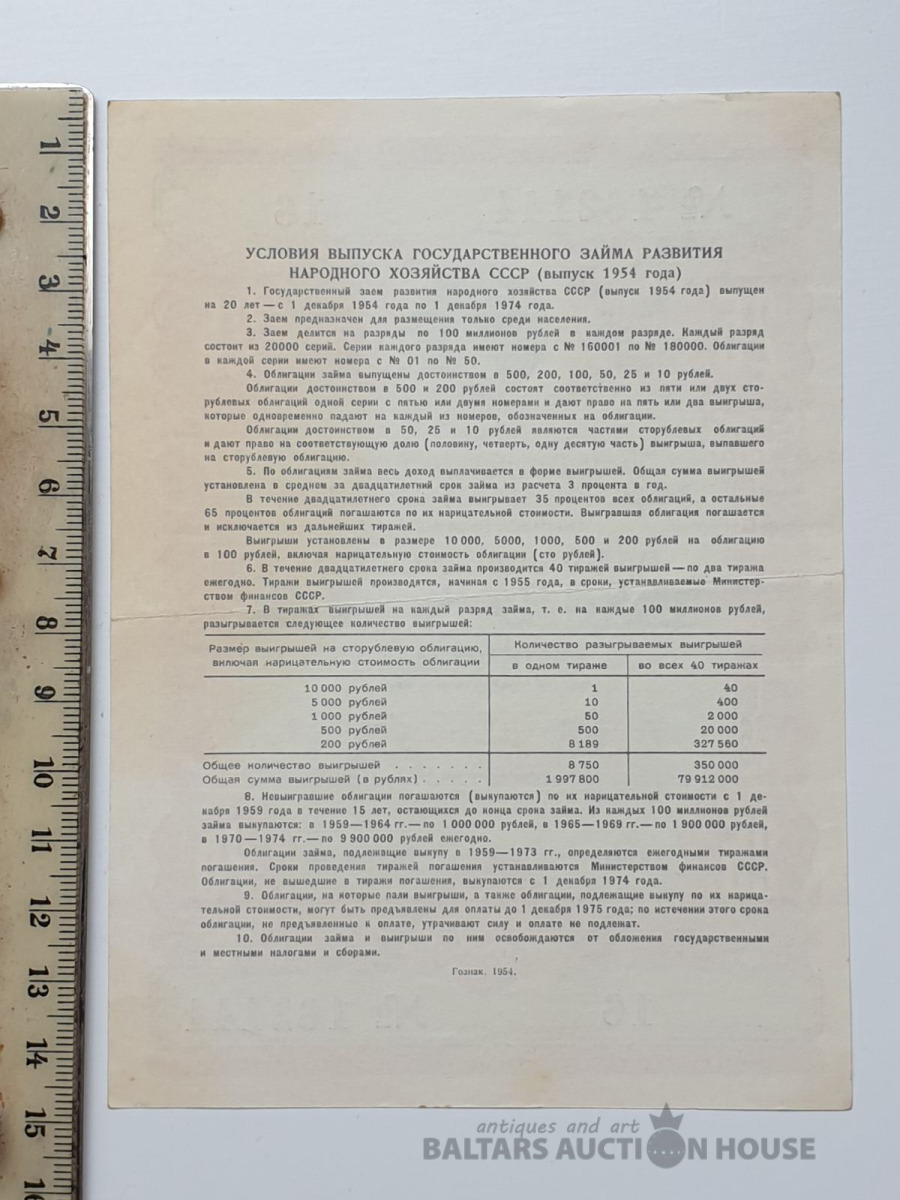 1
2
3
4
5
6
7
8
9
10
11
12
13
14
15
16
УСЛОВИЯ ВЫПУСКА ГОСУДАРСТВЕННОГО ЗАЙМА РАЗВИТИЯ
НАРОДНОГО ХОЗЯЙСТВА СССР (выпуск 1954 года)
1. Государственный заем развития народного хозяйства СССР (выпуск 1954 года) выпущен
на 20 лет — с 1 декабря 1954 года по 1 декабря 1974 года.
2. Заем предназначен для размещения только среди населения.
3. Заем делится на разряды по 100 миллионов рублей в каждом разряде. Каждый разряд
состоит из 20000 серий. Серии каждого разряда имеют номера с № 160001 по № 180000. Облигации
в каждой серии имеют номера с № 01 по № 50.
4. Облигации займа выпущены достоинством в 500, 200, 100, 50, 25 и 10 рублей.
Облигации достоинством в 500 и 200 рублей состоят соответственно из пяти или двух сто-
рублевых облигаций одной серии с пятью или двумя номерами и дают право на пять или два выигрыша,
которые одновременно падают на каждый из номеров, обозначенных на облигации.
Облигации достоинством в 50, 25 и 10 рублей являются частями сторублевых облигаций
и дают право на соответствующую долю (половину, четверть, одну десятую часть) выигрыша, выпавшего
на сторублевую облигацию.
5. По облигациям займа весь доход выплачивается в форме выигрышей. Общая сумма выигрышей
установлена в среднем за двадцатилетний срок займа из расчета 3 процента в год.
В течение двадцатилетнего срока займа выигрывает 35 процентов всех облигаций, а остальные
65 процентов облигаций погашаются по их нарицательной стоимости. Выигравшая облигация погашается
и исключается из дальнейших тиражей.
Выигрыши установлены в размере 10 000, 5000, 1000, 500 и 200 рублей на облигацию
в 100 рублей, включая нарицательную стоимость облигации (сто рублей).
6. В течение двадцатилетнего срока займа производится 40 тиражей выигрышей — по два тиража
ежегодно. Тиражи выигрышей производятся, начиная с 1955 года, в сроки, устанавливаемые Министер-
ством финансов СССР.
7. В тиражах выигрышей на каждый разряд займа, т. е. на каждые 100 миллионов рублей,
разыгрывается следующее количество выигрышей:
Размер выигрышей на сторублевую облигацию, включая нарицательную стоимость облигации
Количество разыгрываемых выигрышей
в одном тираже во всех 40 тиражах
10 000 рублей 1 40
5 000 рублей 10 400
1 000 рублей 50 2 000
500 рублей 500 20 000
200 рублей 8 189 327 560
Общее количество выигрышей . . . . . . . 8 750 350 000
Общая сумма выигрышей (в рублях) . . . . . 1 997 800 79 912 000
8. Невыигравшие облигации погашаются (выкупаются) по их нарицательной стоимости с 1 де-
кабря 1959 года в течение 15 лет, остающихся до конца срока займа. Из каждых 100 миллионов рублей
займа выкупаются: в 1959—1964 гг. — по 1 000 000 рублей, в 1965—1969 гг. — по 1 900 000 рублей,
в 1970—1974 гг. — по 9 900 000 рублей ежегодно.
Облигации займа, подлежащие выкупу в 1959—1973 гг., определяются ежегодными тиражами
погашения. Сроки проведения тиражей погашения устанавливаются Министерством финансов СССР.
Облигации, не вышедшие в тиражи погашения, выкупаются с 1 декабря 1974 года.
9. Облигации, на которые пали выигрыши, а также облигации, подлежащие выкупу по их нарица-
тельной стоимости, могут быть предъявлены для оплаты до 1 декабря 1975 года; по истечении этого срока
облигации, не предъявленные к оплате, утрачивают силу и оплате не подлежат.
10. Облигации займа и выигрыши по ним освобождаются от обложения государственными
и местными налогами и сборами.
Гознак. 1954.
antiques and art
BALTARS AUCTION HOUSE